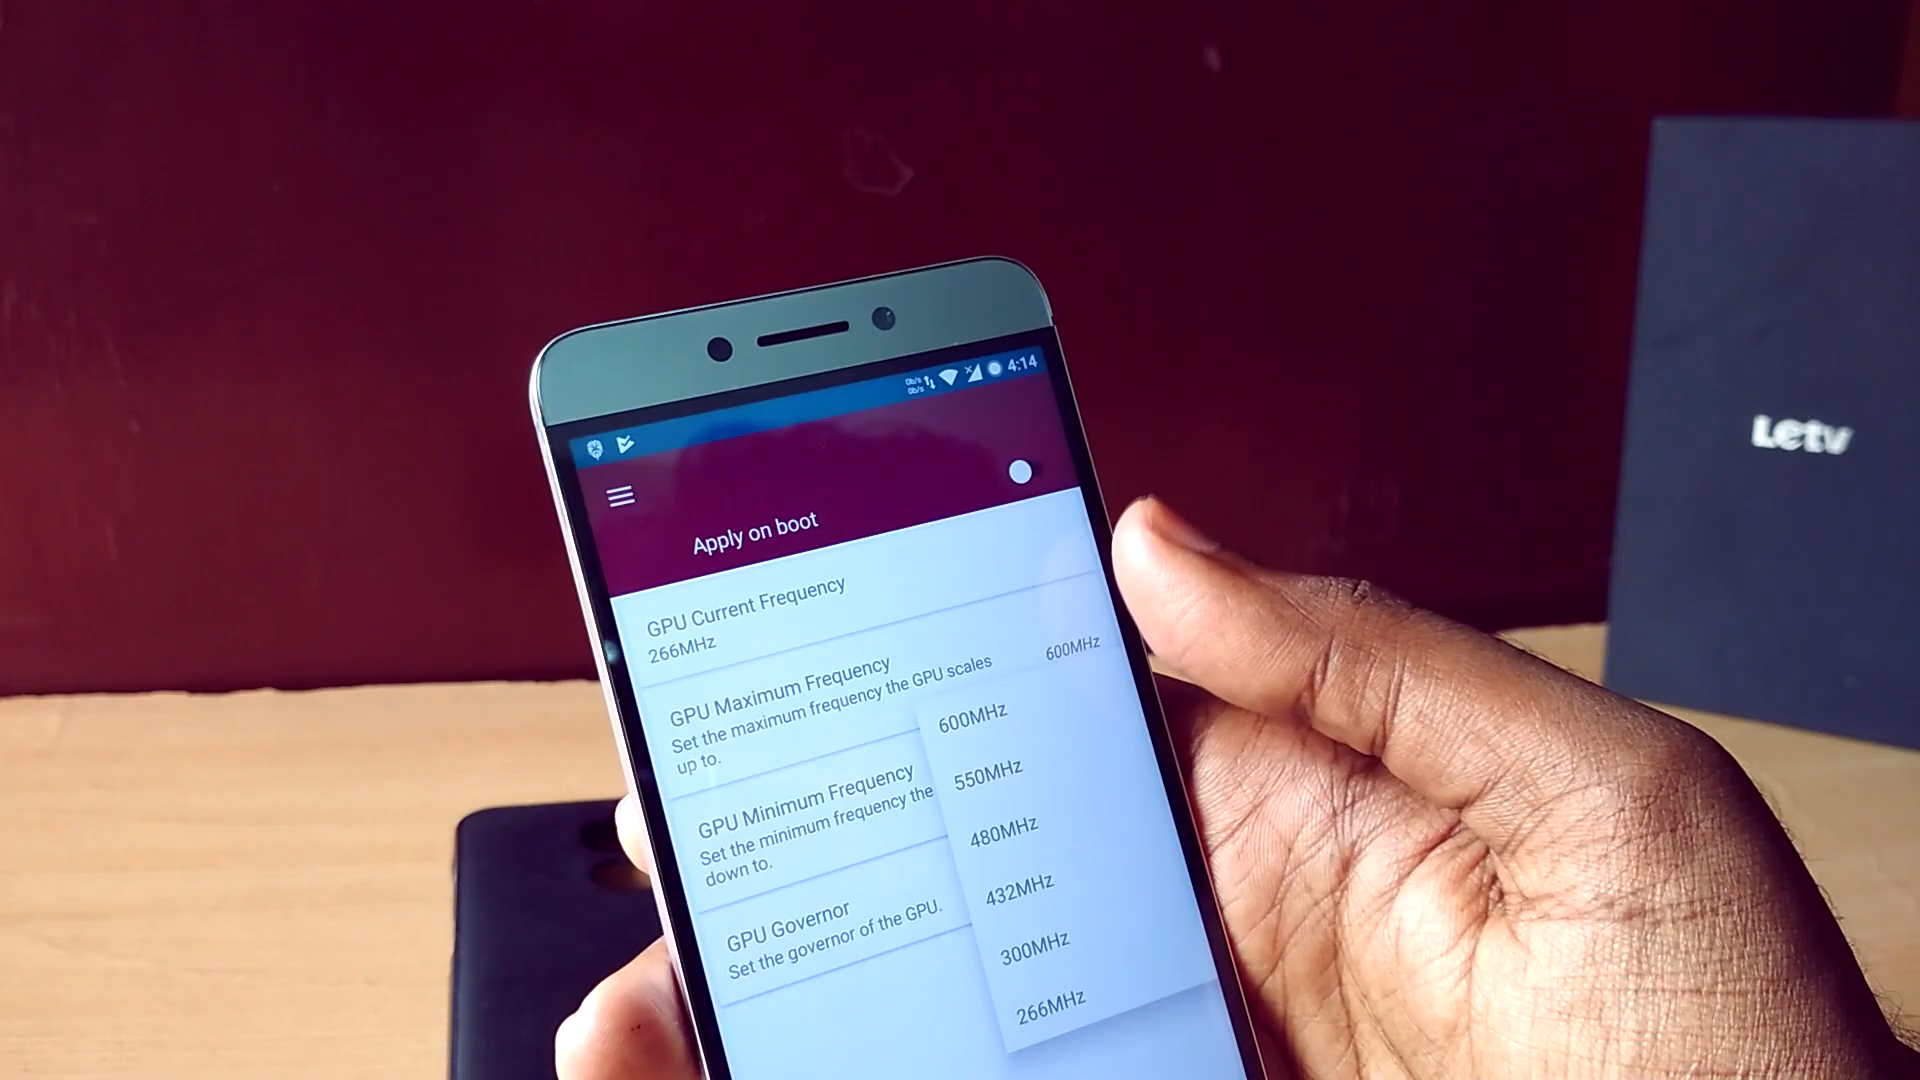 0b/s
0b/s
4:14
Apply on boot
GPU Current Frequency
266MHz
GPU Maximum Frequency
Set the maximum frequency the GPU scales
up to.
600MHz
GPU Minimum Frequency
Set the minimum frequency the
down to.
GPU Governor
Set the governor of the GPU.
600MHz
550MHz
480MHz
432MHz
300MHz
266MHz
Letv